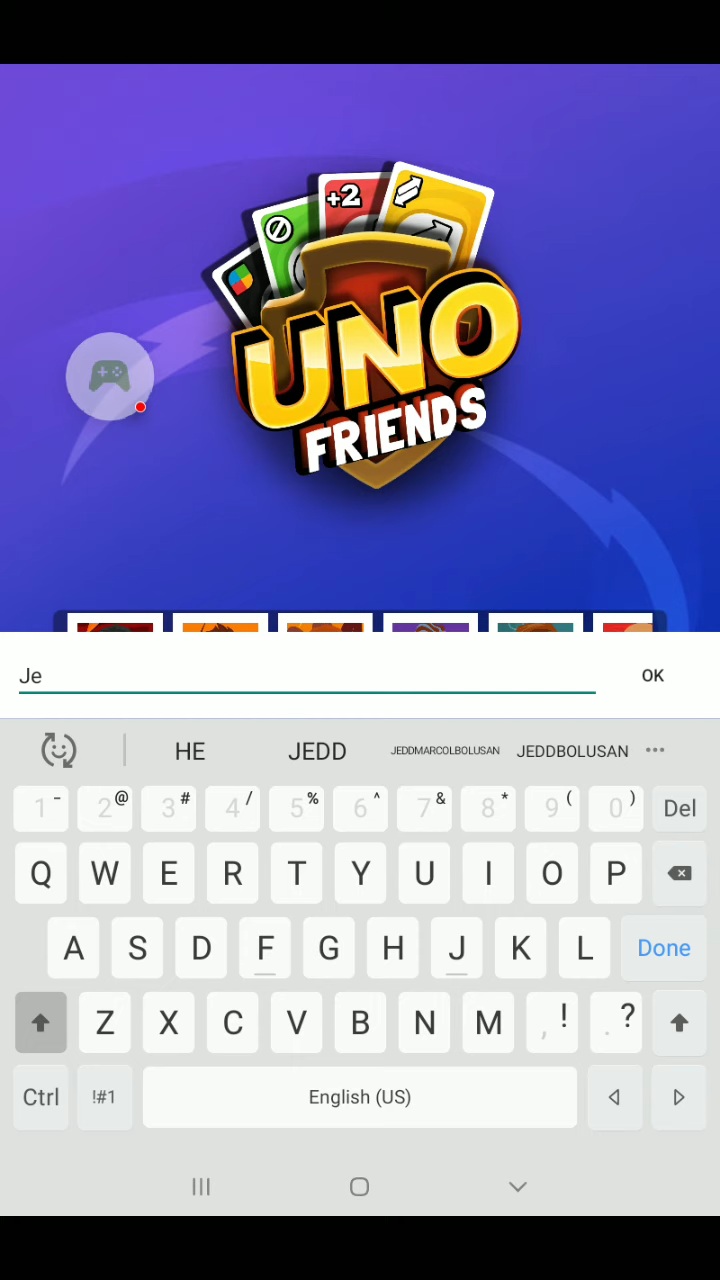 +2
UNO
FRIENDS
Je
OK
HE JEDD JEDDMARCOLBOLUSAN JEDDBOLUSAN •••
1 - 2 @ 3 # 4 / 5 % 6 ^ 7 & 8 * 9 ( 0 ) Del
Q W E R T Y U I O P
A S D F G H J K L Done
Z X C V B N M , ! . ?
Ctrl !#1 English (US)